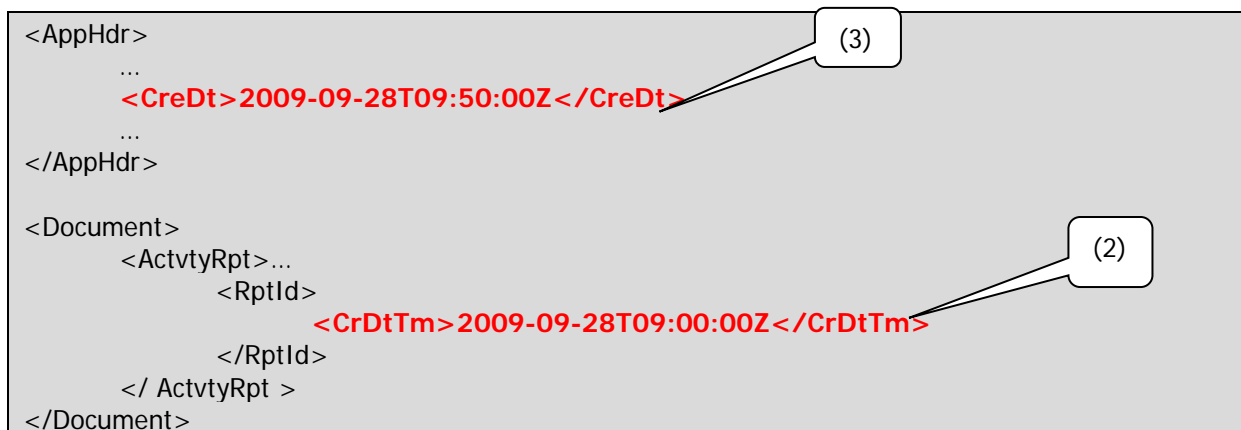 <AppHdr>
(3)
...
<CreDt>2009-09-28T09:50:00Z</CreDt>
...
</AppHdr>
<Document>
(2)
<ActvtyRpt>...
<RptId>
<CrDtTm>2009-09-28T09:00:00Z</CrDtTm>
</RptId>
</ ActvtyRpt >
</Document>